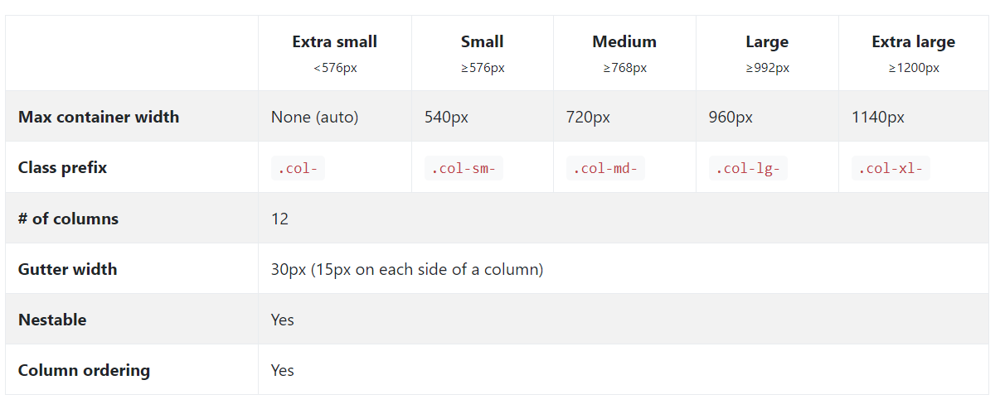 Extra small Small Medium Large Extra large
<576px ≥576px ≥768px ≥992px ≥1200px
Max container width None (auto) 540px 720px 960px 1140px
Class prefix .col- .col-sm- .col-md- .col-lg- .col-xl-
# of columns 12
Gutter width 30px (15px on each side of a column)
Nestable Yes
Column ordering Yes